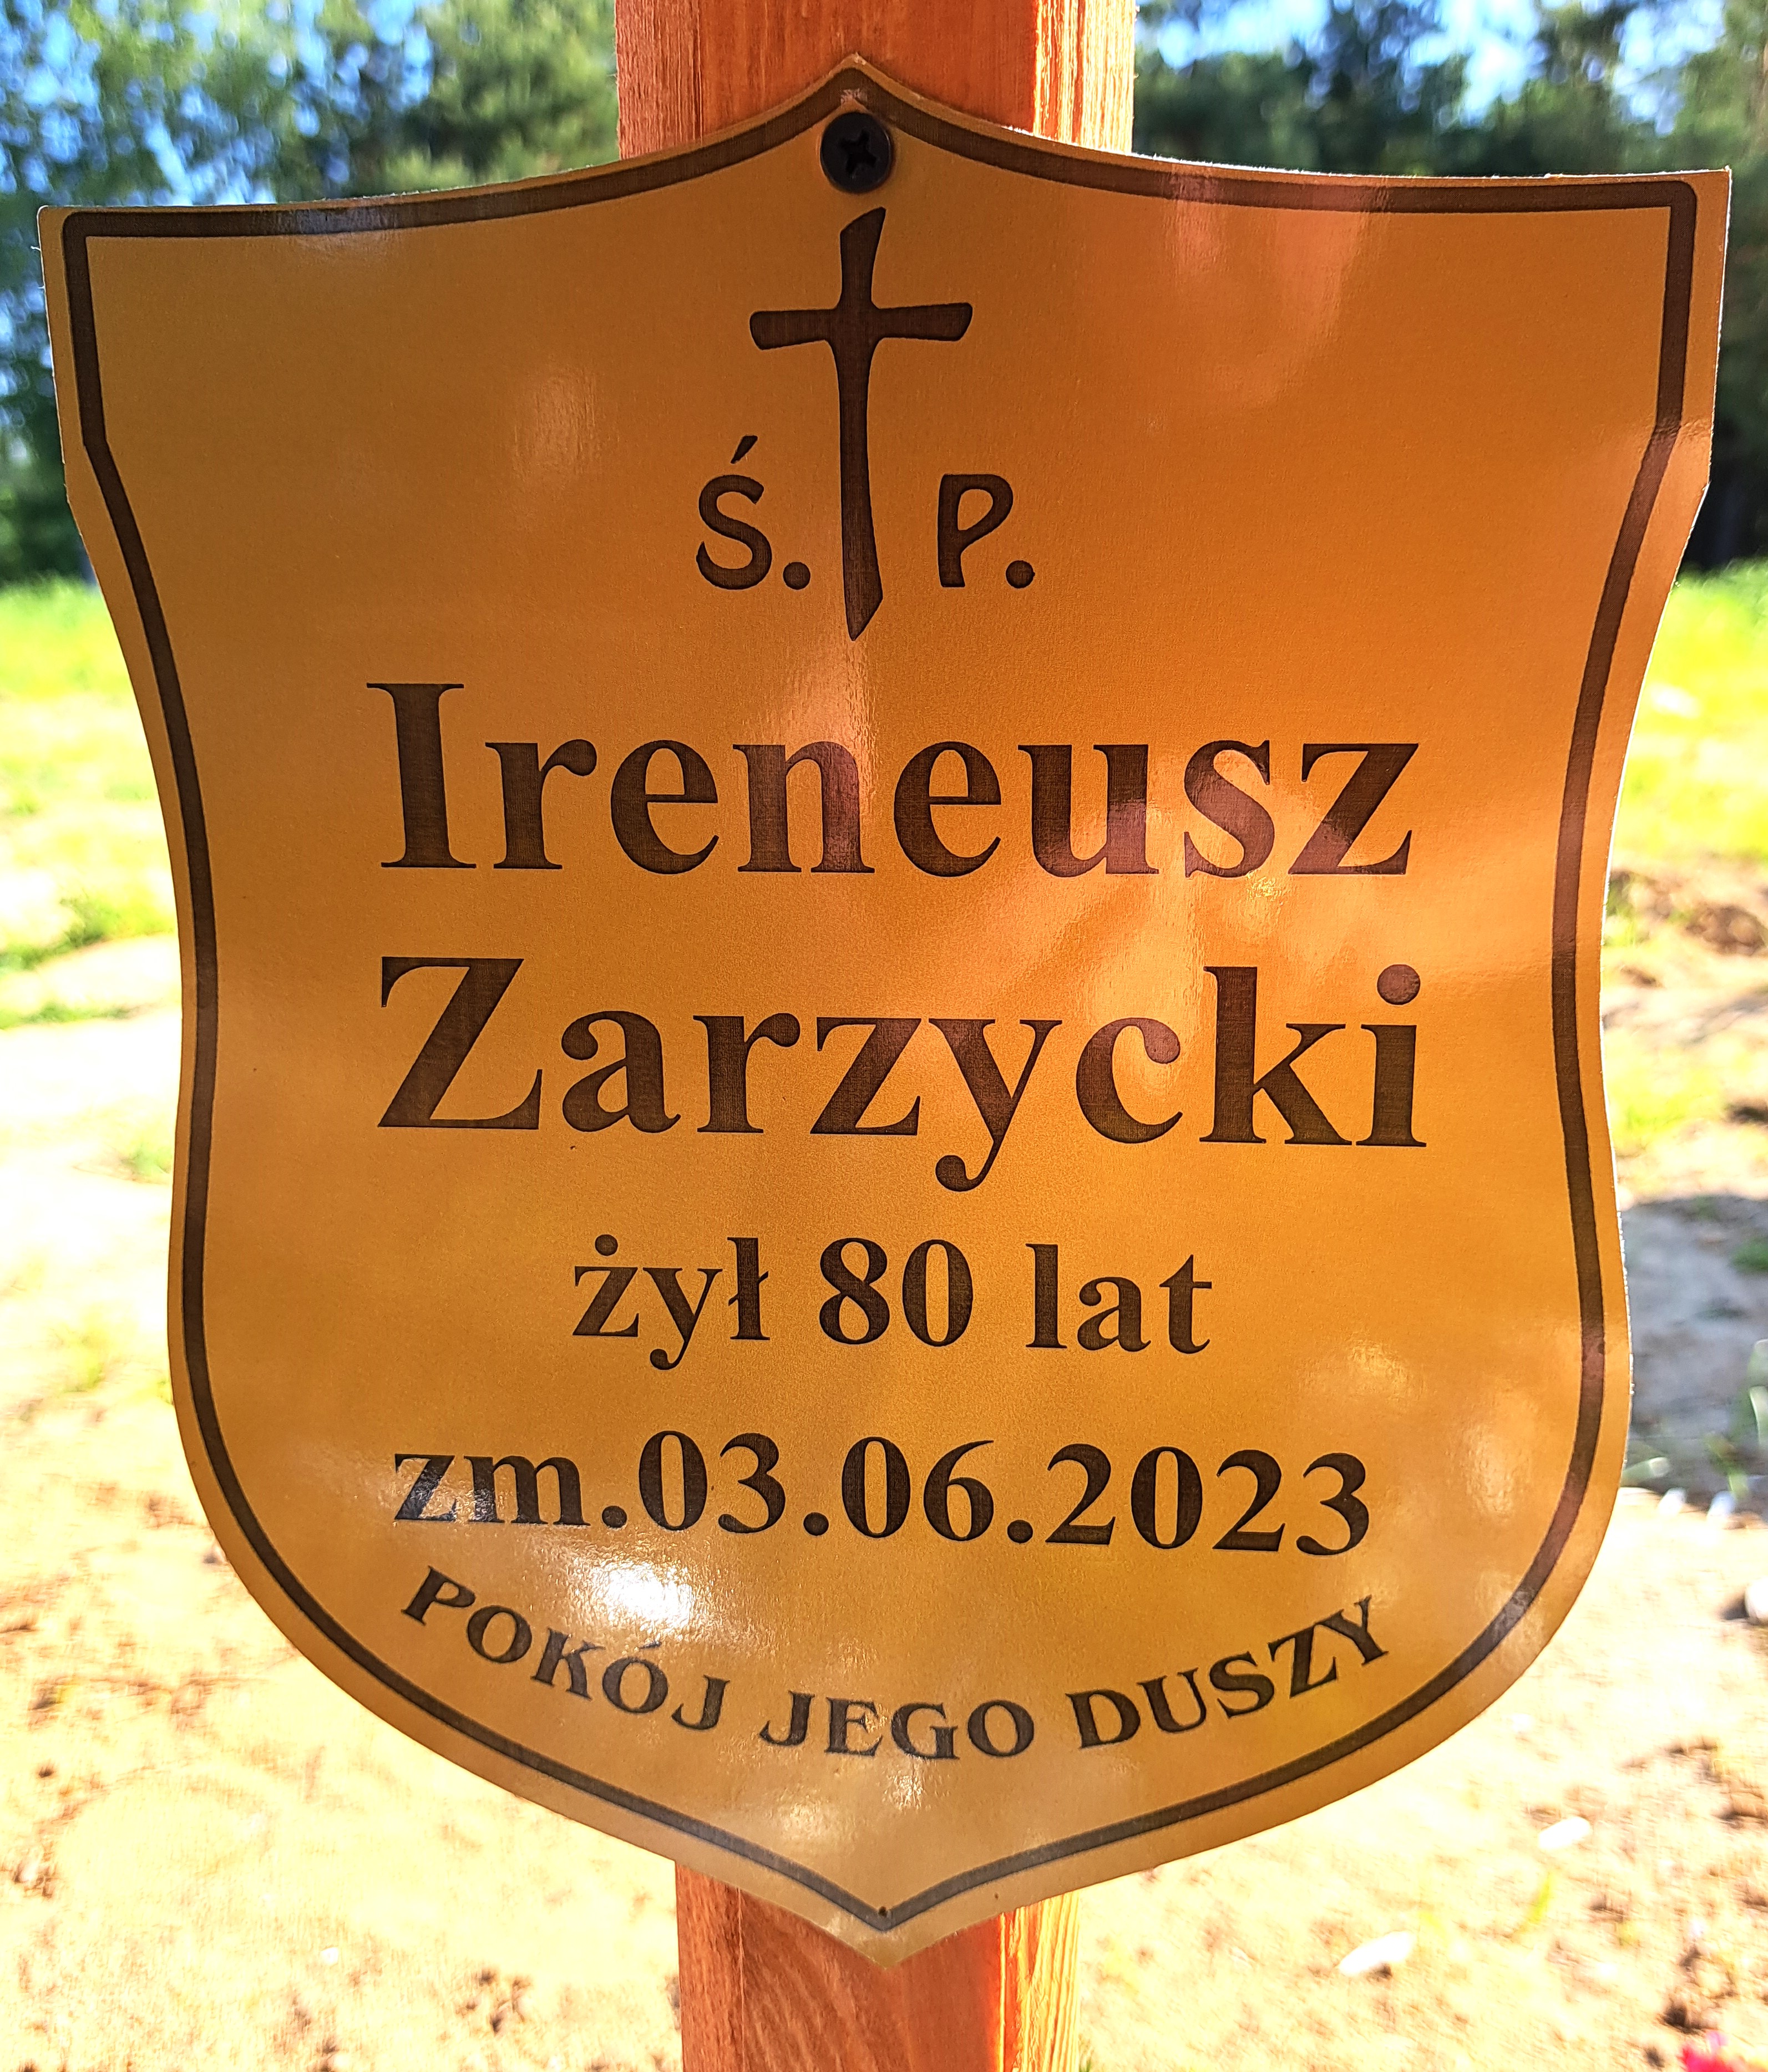 Ś. P.
Ireneusz
Zarzycki
żył 80 lat
zm.03.06.2023
POKÓJ JEGO DUSZY